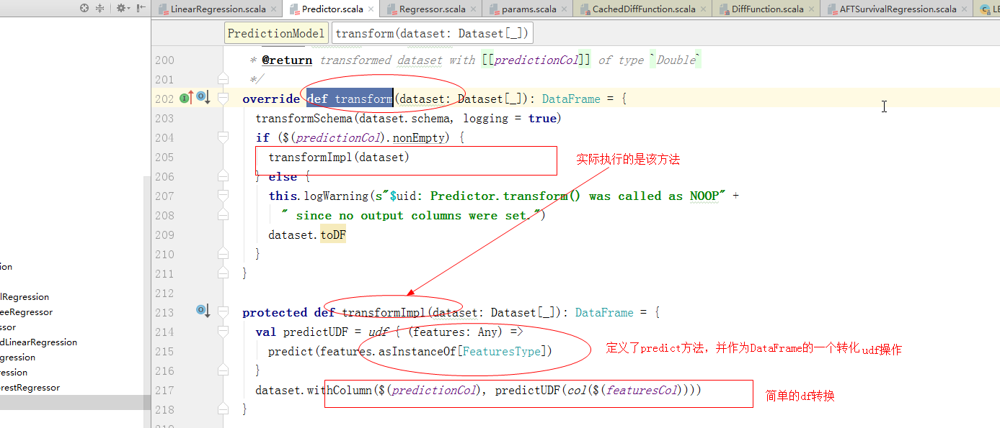 LinearRegression.scala Predictor.scala Regressor.scala params.scala CachedDiffFunction.scala DiffFunction.scala AFTSurvivalRegression.scala
PredictionModel transform(dataset: Dataset[_])
200 * @return transformed dataset with [[predictionCol]] of type `Double`
201 */
202 override def transform(dataset: Dataset[_]): DataFrame = {
203 transformSchema(dataset.schema, logging = true)
204 if ($(predictionCol).nonEmpty) {
205 transformImpl(dataset) 实际执行的是该方法
206 } else {
207 this.logWarning(s"$uid: Predictor.transform() was called as NOOP" +
208 " since no output columns were set.")
209 dataset.toDF
210 }
211 }
212
213 protected def transformImpl(dataset: Dataset[_]): DataFrame = {
214 val predictUDF = udf { (features: Any) =>
215 predict(features.asInstanceOf[FeaturesType]) 定义了predict方法，并作为DataFrame的一个转化udf操作
216 }
217 dataset.withColumn($(predictionCol), predictUDF(col($(featuresCol)))) 简单的df转换
218 }
ion
lRegression
eeRegressor
ssor
dLinearRegression
gression
ression
restRegressor